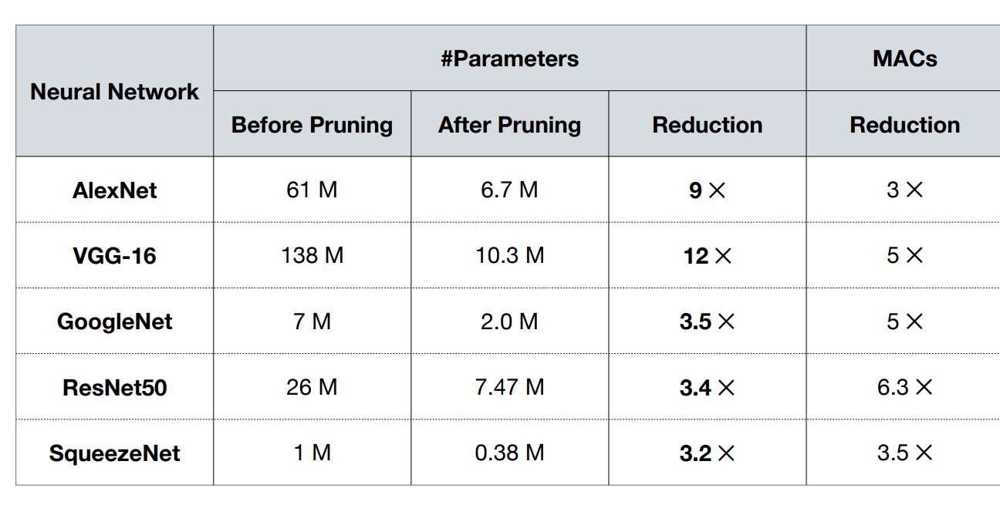 #Parameters MACs
Neural Network
Before Pruning After Pruning Reduction Reduction
AlexNet 61 M 6.7 M 9 × 3 ×
VGG-16 138 M 10.3 M 12 × 5 ×
GoogleNet 7 M 2.0 M 3.5 × 5 ×
ResNet50 26 M 7.47 M 3.4 × 6.3 ×
SqueezeNet 1 M 0.38 M 3.2 × 3.5 ×